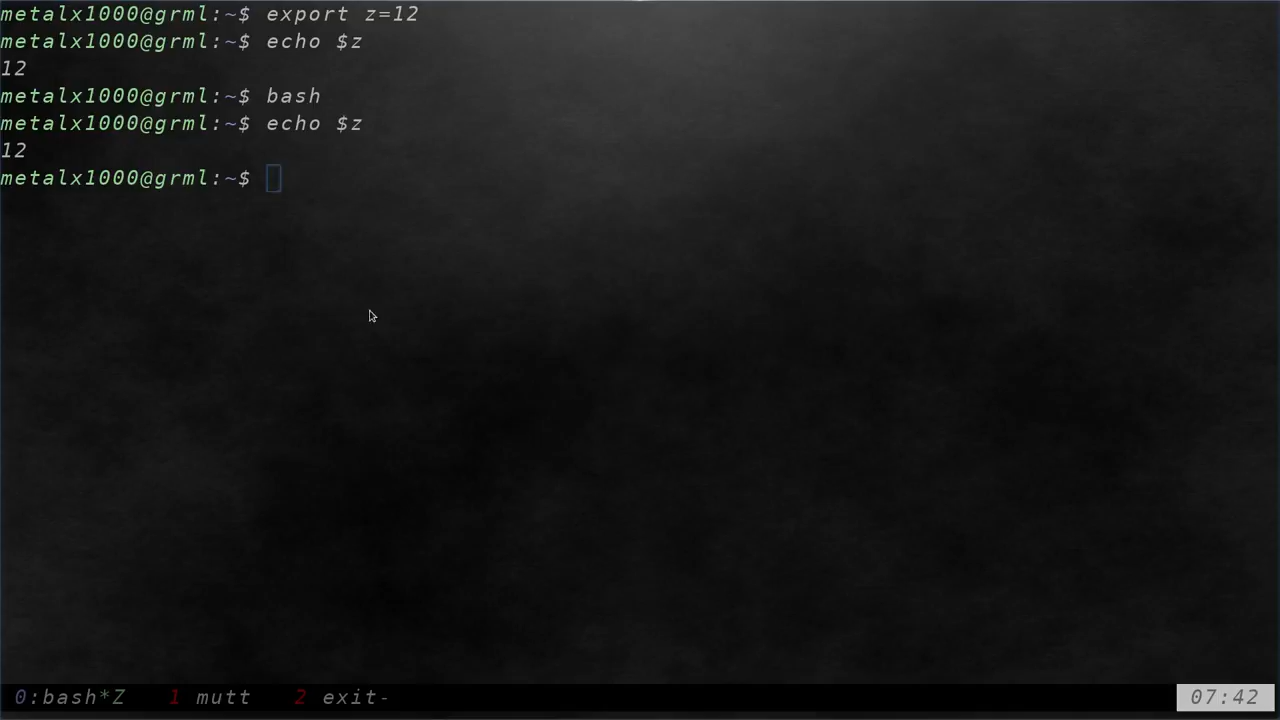 metalx1000@grml:~$ export z=12
metalx1000@grml:~$ echo $z
12
metalx1000@grml:~$ bash
metalx1000@grml:~$ echo $z
12
metalx1000@grml:~$
0:bash*Z 1 mutt 2 exit- 07:42